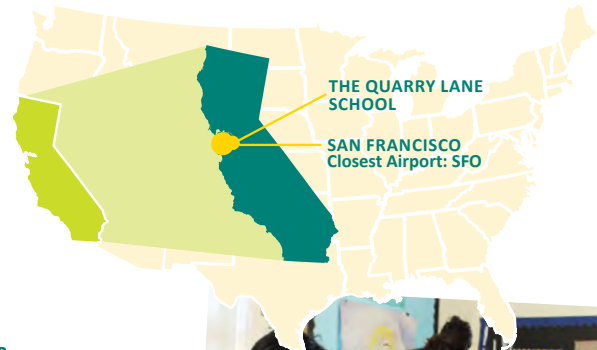 THE QUARRY LANE
SCHOOL
SAN FRANCISCO
Closest Airport: SFO